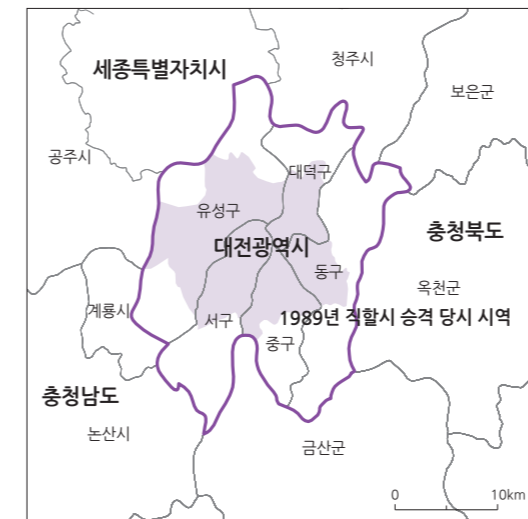 청주시
세종특별자치시
보은군
공주시
대덕구
유성구
충청북도
대전광역시
동구
옥천군
계룡시
서구
1989년 직할시 승격 당시 시역
중구
충청남도
논산시
금산군
0 10km